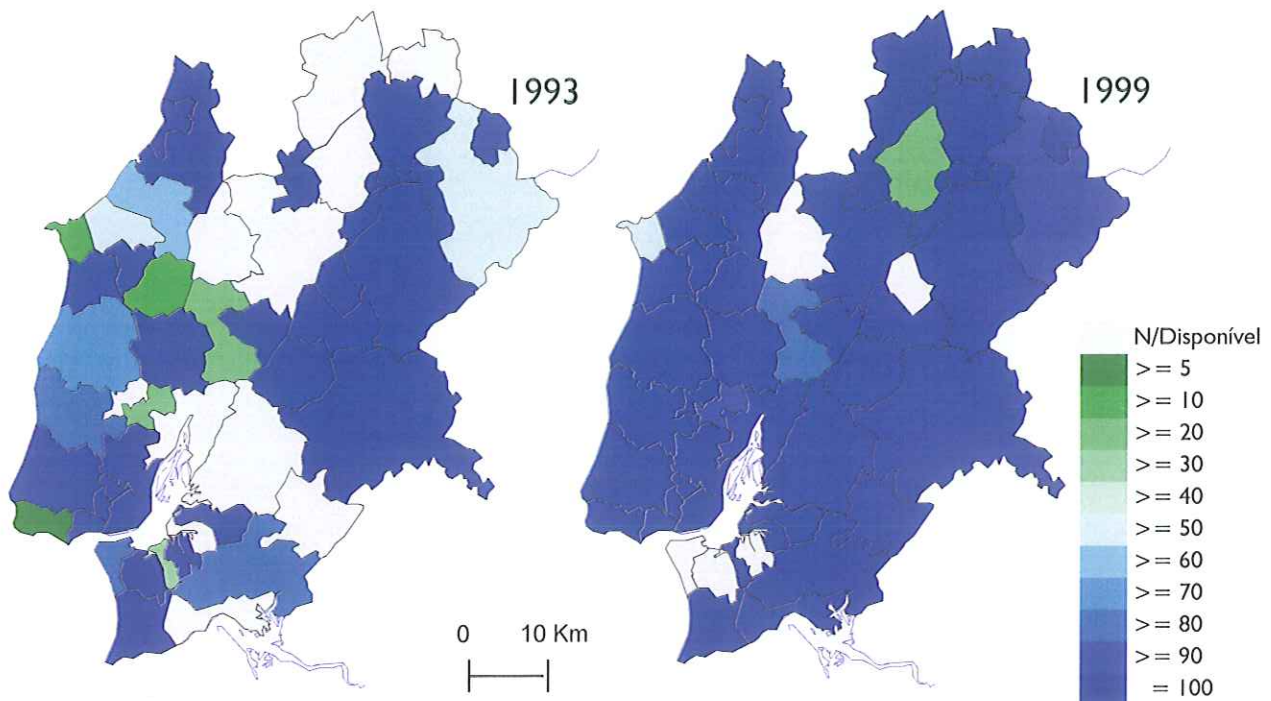 1993
1999
N/Disponível
> = 5
> = 10
> = 20
> = 30
> = 40
> = 50
> = 60
> = 70
> = 80
> = 90
= 100
0 10 Km